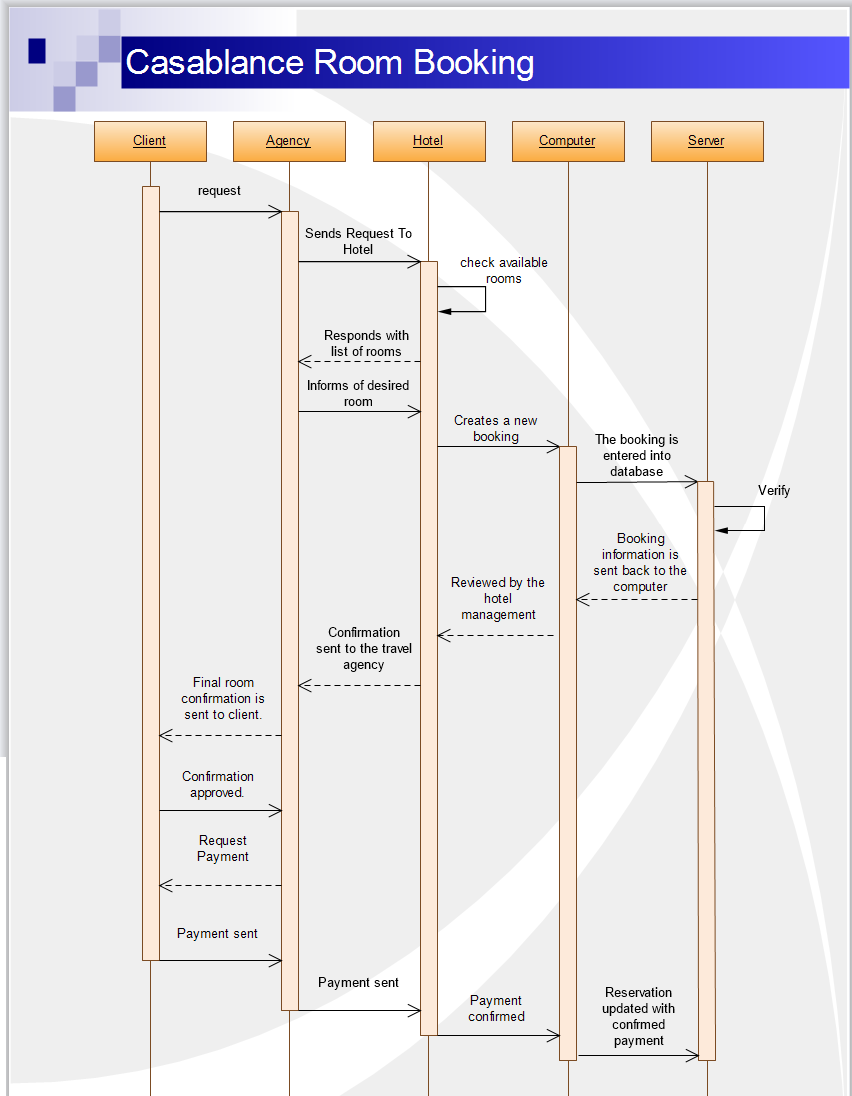 Casablance Room Booking
Client
Agency
Hotel
Computer
Server
request
Sends Request To
Hotel
check available
rooms
Responds with
list of rooms
Informs of desired
room
Creates a new
booking
The booking is
entered into
database
Verify
Booking
information is
sent back to the
computer
Reviewed by the
hotel
management
Confirmation
sent to the travel
agency
Final room
confirmation is
sent to client.
Confirmation
approved.
Request
Payment
Payment sent
Payment sent
Payment
confirmed
Reservation
updated with
confrmed
payment